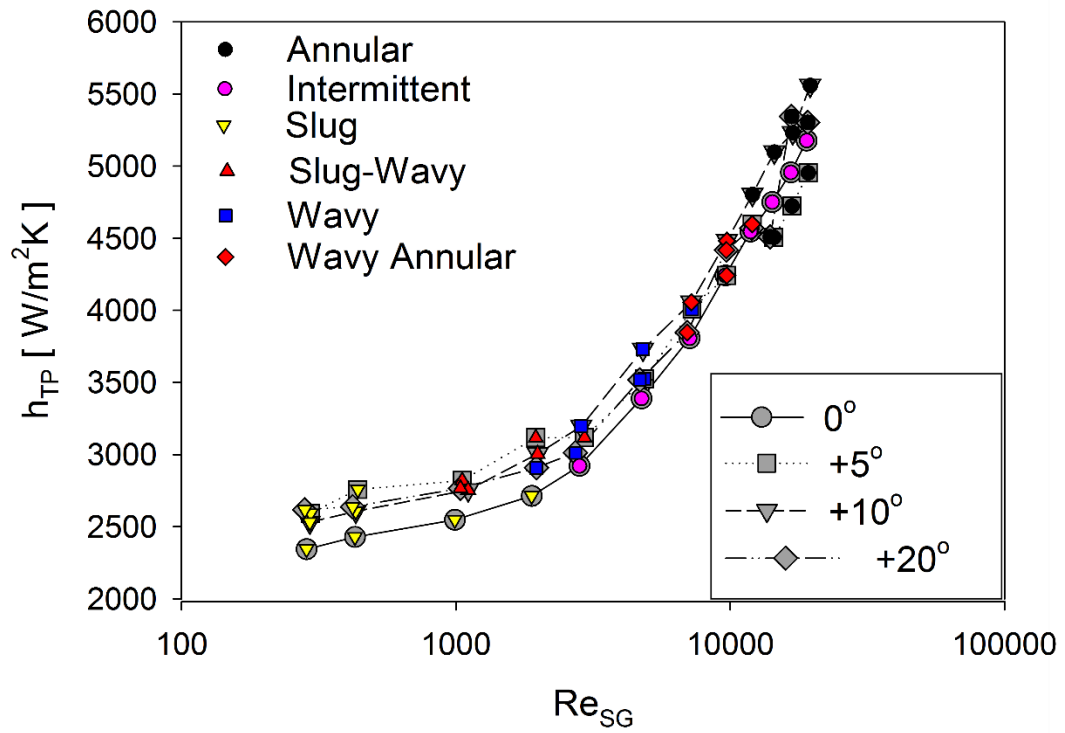 6000
5500
5000
4500
4000
3500
3000
2500
2000
h_TP [ W/m²K ]
Annular
Intermittent
Slug
Slug-Wavy
Wavy
Wavy Annular
0°
+5°
+10°
+20°
100
1000
10000
100000
Re_SG